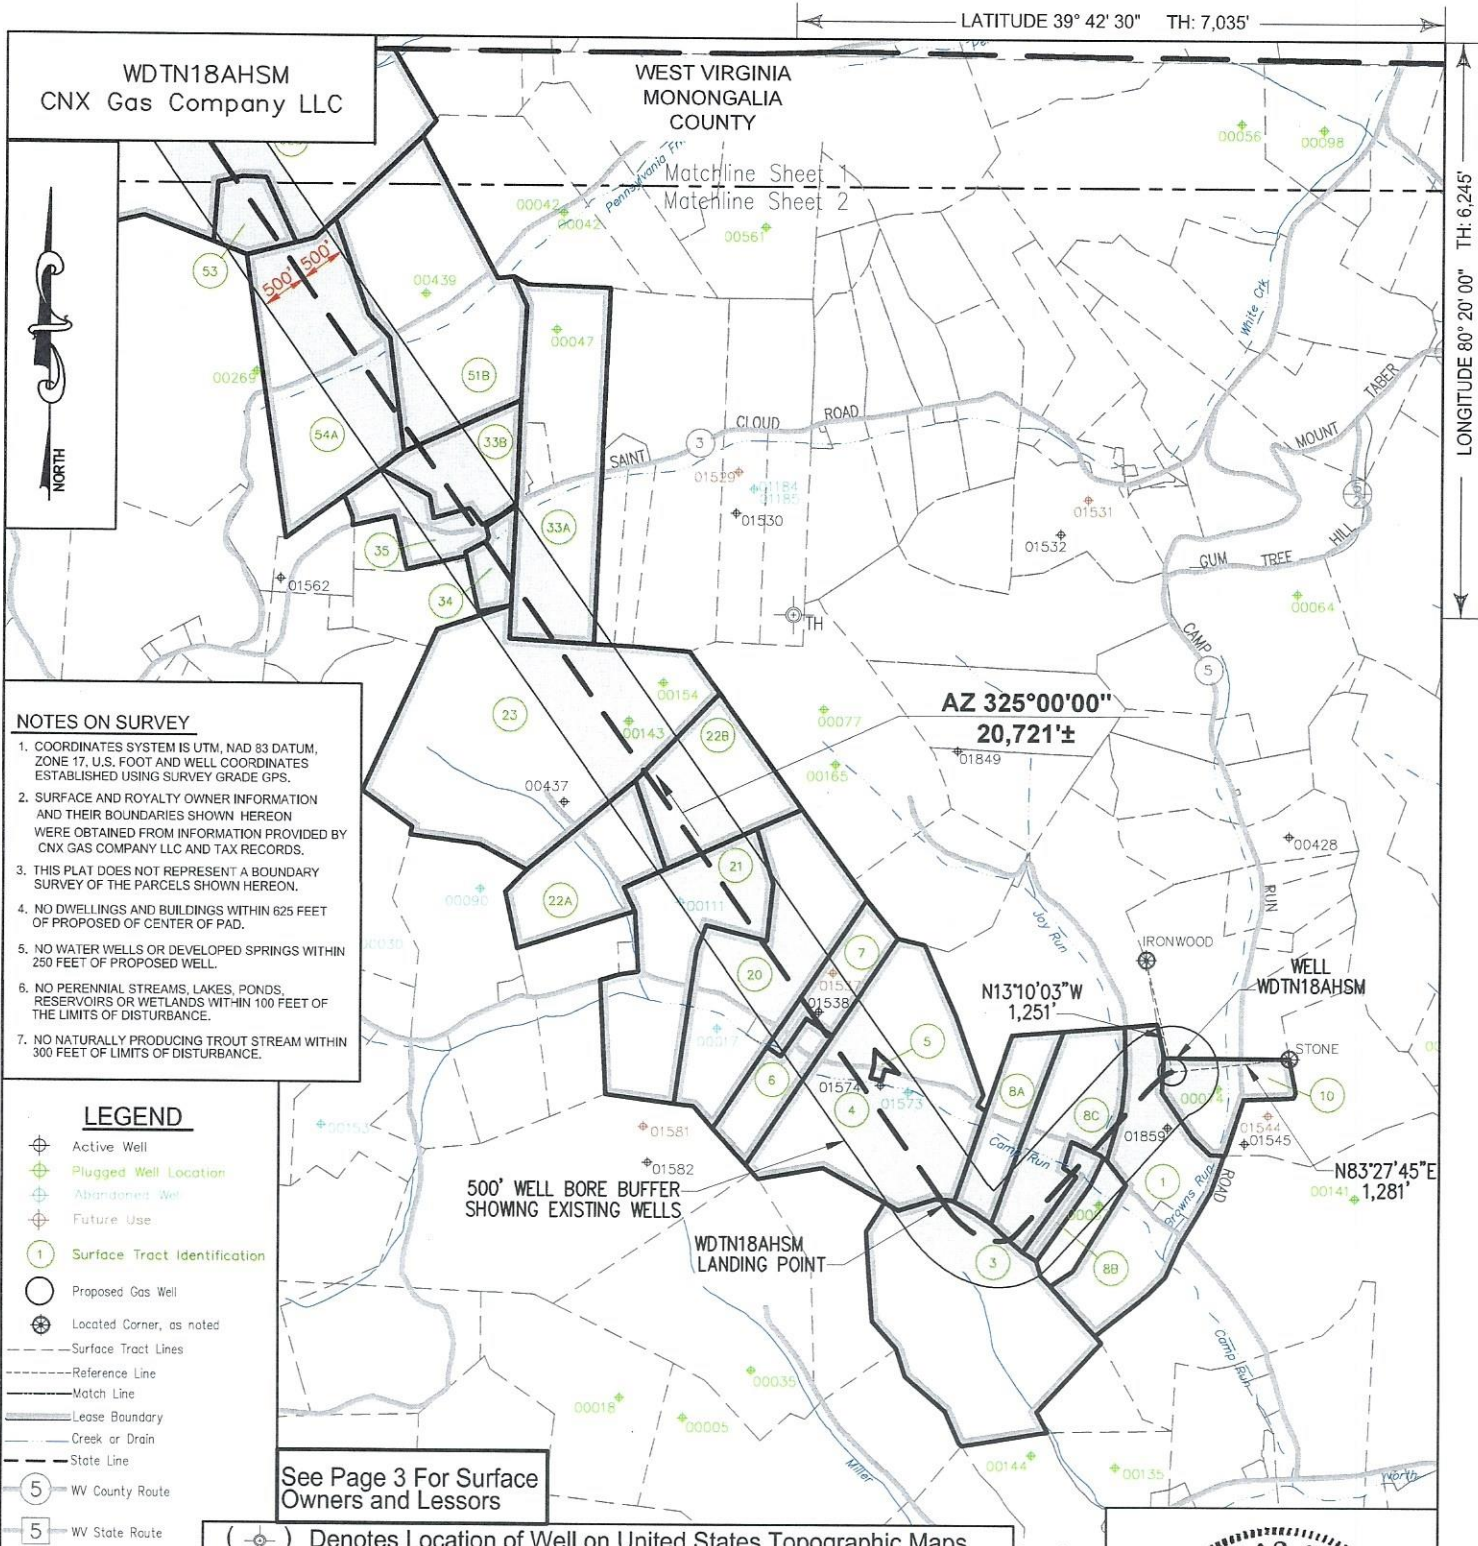 LATITUDE 39° 42' 30" TH: 7,035'
LONGITUDE 80° 20' 00" TH: 6,245'
WDTN18AHSM
CNX Gas Company LLC
WEST VIRGINIA
MONONGALIA
COUNTY
Matchline Sheet 1
Matchline Sheet 2
NORTH
00056
00098
00042
00042
00561
53
500'
500'
00439
00047
00269
51B
54A
33B
White Crk
CLOUD
ROAD
3
SAINT
MOUNT
TABER
01529
01184
01185
01530
01531
01532
GUM
TREE
HILL
00064
33A
35
34
01562
TH
CAMP
5
23
00154
00143
22B
00077
00165
AZ 325°00'00"
20,721'±
01849
00437
00428
RUN
NOTES ON SURVEY
1. COORDINATES SYSTEM IS UTM, NAD 83 DATUM,
ZONE 17, U.S. FOOT AND WELL COORDINATES
ESTABLISHED USING SURVEY GRADE GPS.
2. SURFACE AND ROYALTY OWNER INFORMATION
AND THEIR BOUNDARIES SHOWN HEREON
WERE OBTAINED FROM INFORMATION PROVIDED BY
CNX GAS COMPANY LLC AND TAX RECORDS.
3. THIS PLAT DOES NOT REPRESENT A BOUNDARY
SURVEY OF THE PARCELS SHOWN HEREON.
4. NO DWELLINGS AND BUILDINGS WITHIN 625 FEET
OF PROPOSED OF CENTER OF PAD.
5. NO WATER WELLS OR DEVELOPED SPRINGS WITHIN
250 FEET OF PROPOSED WELL.
6. NO PERENNIAL STREAMS, LAKES, PONDS,
RESERVOIRS OR WETLANDS WITHIN 100 FEET OF
THE LIMITS OF DISTURBANCE.
7. NO NATURALLY PRODUCING TROUT STREAM WITHIN
300 FEET OF LIMITS OF DISTURBANCE.
21
22A
00090
00111
00030
20
7
01538
00017
6
5
01574
4
01573
Joy Run
IRONWOOD
WELL
WDTN18AHSM
N13°10'03"W
1,251'
STONE
8A
8C
10
01859
01544
01545
N83°27'45"E
1,281'
00141
Camp Run
1
Browns Run
ROAD
8B
3
00153
01581
01582
500' WELL BORE BUFFER
SHOWING EXISTING WELLS
WDTN18AHSM
LANDING POINT
Camp Run
00035
00018
00005
00144
00135
Miller
North
LEGEND
Active Well
Plugged Well Location
Abandoned Well
Future Use
1 Surface Tract Identification
Proposed Gas Well
Located Corner, as noted
Surface Tract Lines
Reference Line
Match Line
Lease Boundary
Creek or Drain
State Line
5 WV County Route
5 WV State Route
See Page 3 For Surface
Owners and Lessors
( ) Denotes Location of Well on United States Topographic Maps